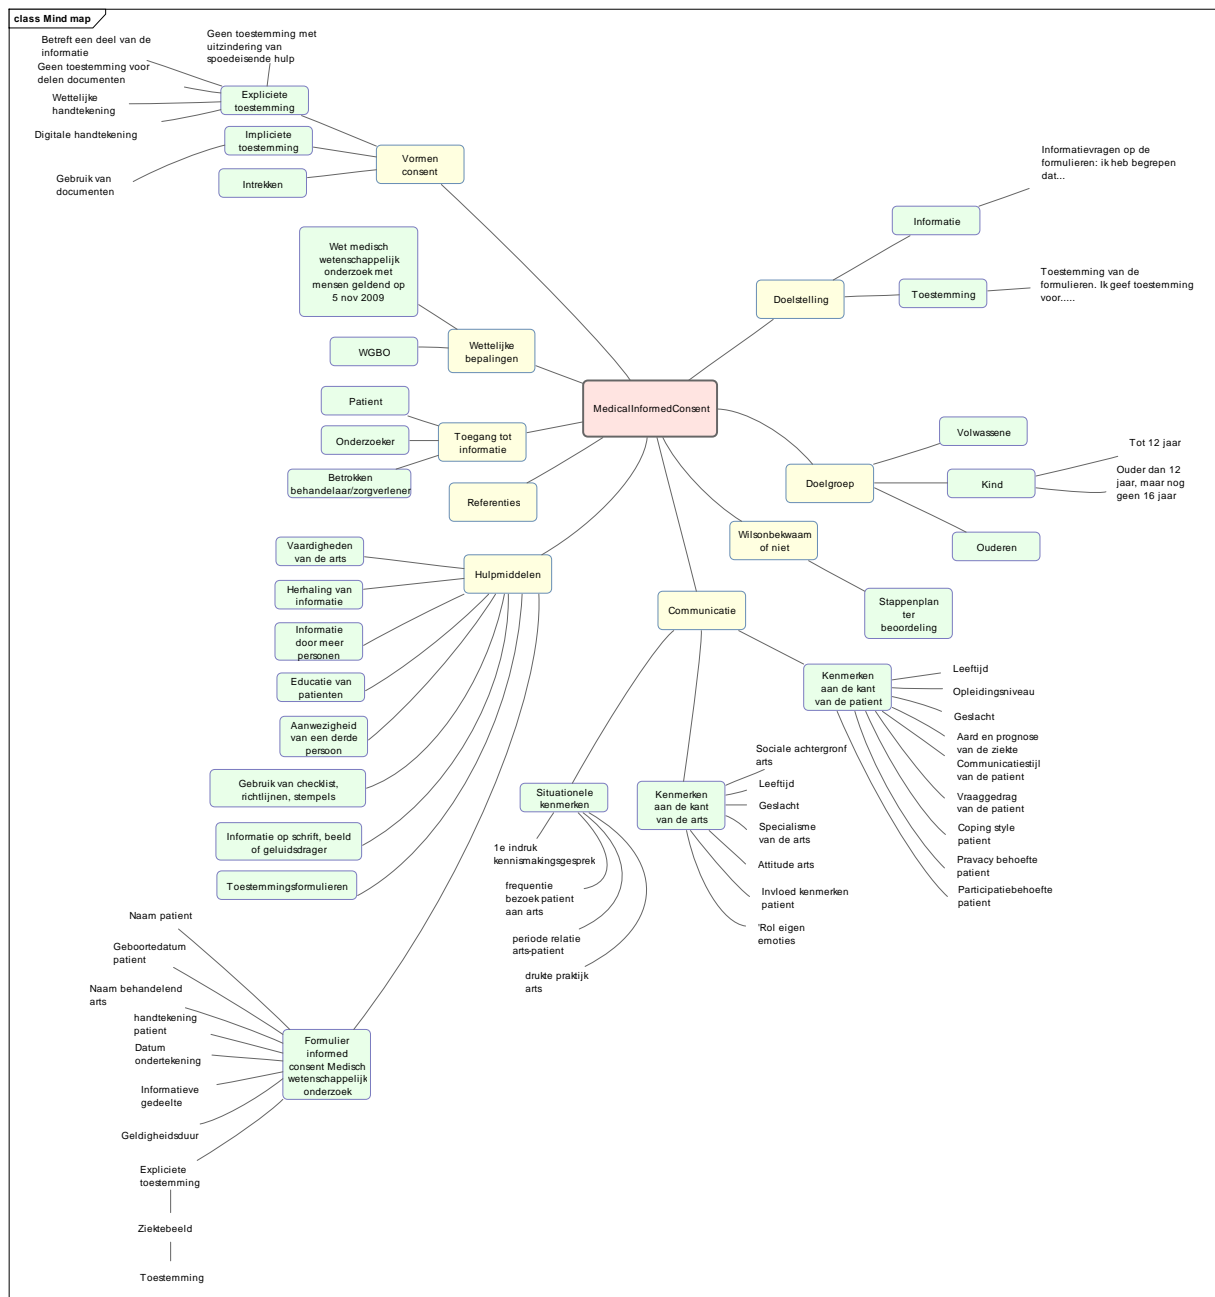 class Mind map
Betreft een deel van de
informatie
Geen toestemming met
uitzindering van
spoedeisende hulp
Geen toestemming voor
delen documenten
Wettelijke
handtekening
Digitale handtekening
Gebruik van
documenten
Expliciete
toestemming
Impliciete
toestemming
Intrekken
Vormen
consent
Informatievragen op de
formulieren: ik heb begrepen
dat...
Informatie
Toestemming van de
formulieren. Ik geef toestemming
voor.....
Toestemming
Doelstelling
Wet medisch
wetenschappelijk
onderzoek met
mensen geldend op
5 nov 2009
WGBO
Wettelijke
bepalingen
MedicalInformedConsent
Patient
Onderzoeker
Betrokken
behandelaar/zorgverlener
Toegang tot
informatie
Referenties
Volwassene
Kind
Ouderen
Doelgroep
Tot 12 jaar
Ouder dan 12
jaar, maar nog
geen 16 jaar
Wilsonbekwaam
of niet
Stappenplan
ter
beoordeling
Hulpmiddelen
Vaardigheden
van de arts
Herhaling van
informatie
Informatie
door meer
personen
Educatie van
patienten
Aanwezigheid
van een derde
persoon
Gebruik van checklist,
richtlijnen, stempels
Informatie op schrift, beeld
of geluidsdrager
Toestemmingsformulieren
Communicatie
Kenmerken
aan de kant
van de patient
Leeftijd
Opleidingsniveau
Geslacht
Aard en prognose
van de ziekte
Communicatiestijl
van de patient
Vraaggedrag
van de patient
Coping style
patient
Pravacy behoefte
patient
Participatiebehoefte
patient
Situationele
kenmerken
1e indruk
kennismakingsgesprek
frequentie
bezoek patient
aan arts
periode relatie
arts-patient
drukte praktijk
arts
Kenmerken
aan de kant
van de arts
Sociale achtergronf
arts
Leeftijd
Geslacht
Specialisme
van de arts
Attitude arts
Invloed kenmerken
patient
'Rol eigen
emoties
Naam patient
Geboortedatum
patient
Naam behandelend
arts
handtekening
patient
Datum
ondertekening
Informatieve
gedeelte
Geldigheidsduur
Expliciete
toestemming
Ziektebeeld
Toestemming
Formulier
informed
consent Medisch
wetenschappelijk
onderzoek